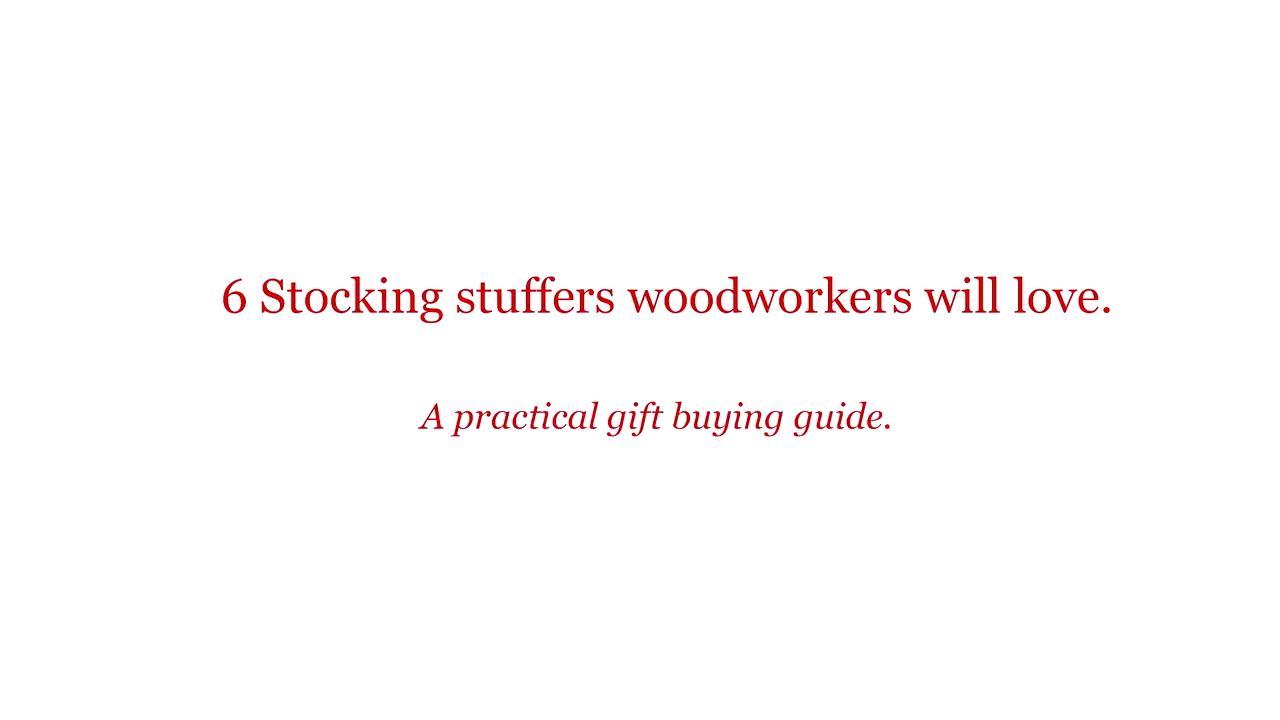 6 Stocking stuffers woodworkers will love.
A practical gift buying guide.